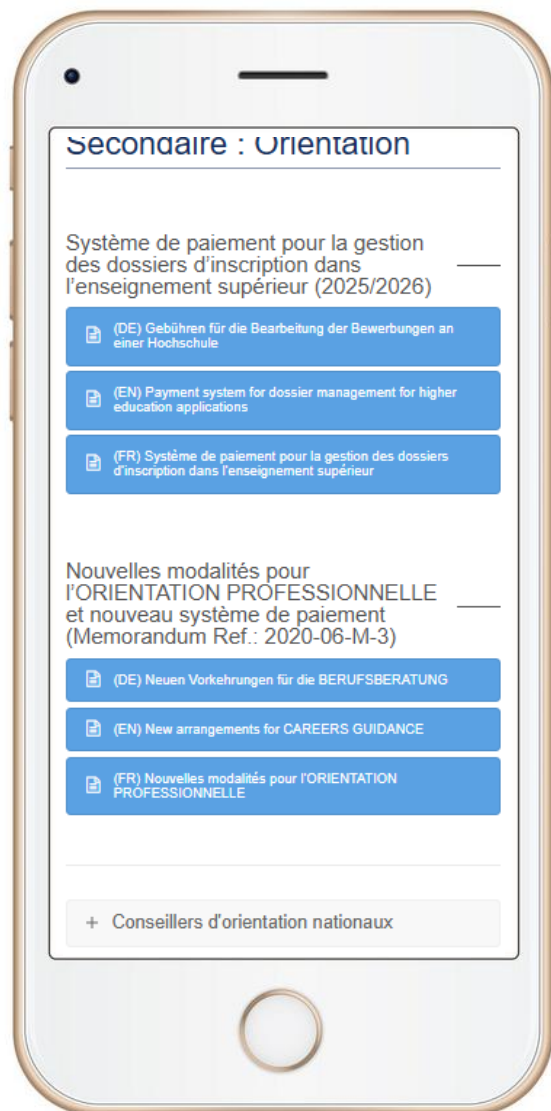 Secondaire : Orientation
Système de paiement pour la gestion
des dossiers d'inscription dans
l'enseignement supérieur (2025/2026)
(DE) Gebühren für die Bearbeitung der Bewerbungen an
einer Hochschule
(EN) Payment system for dossier management for higher
education applications
(FR) Système de paiement pour la gestion des dossiers
d'inscription dans l'enseignement supérieur
Nouvelles modalités pour
l'ORIENTATION PROFESSIONNELLE
et nouveau système de paiement
(Memorandum Ref.: 2020-06-M-3)
(DE) Neuen Vorkehrungen für die BERUFSBERATUNG
(EN) New arrangements for CAREERS GUIDANCE
(FR) Nouvelles modalités pour l'ORIENTATION
PROFESSIONNELLE
+ Conseillers d'orientation nationaux